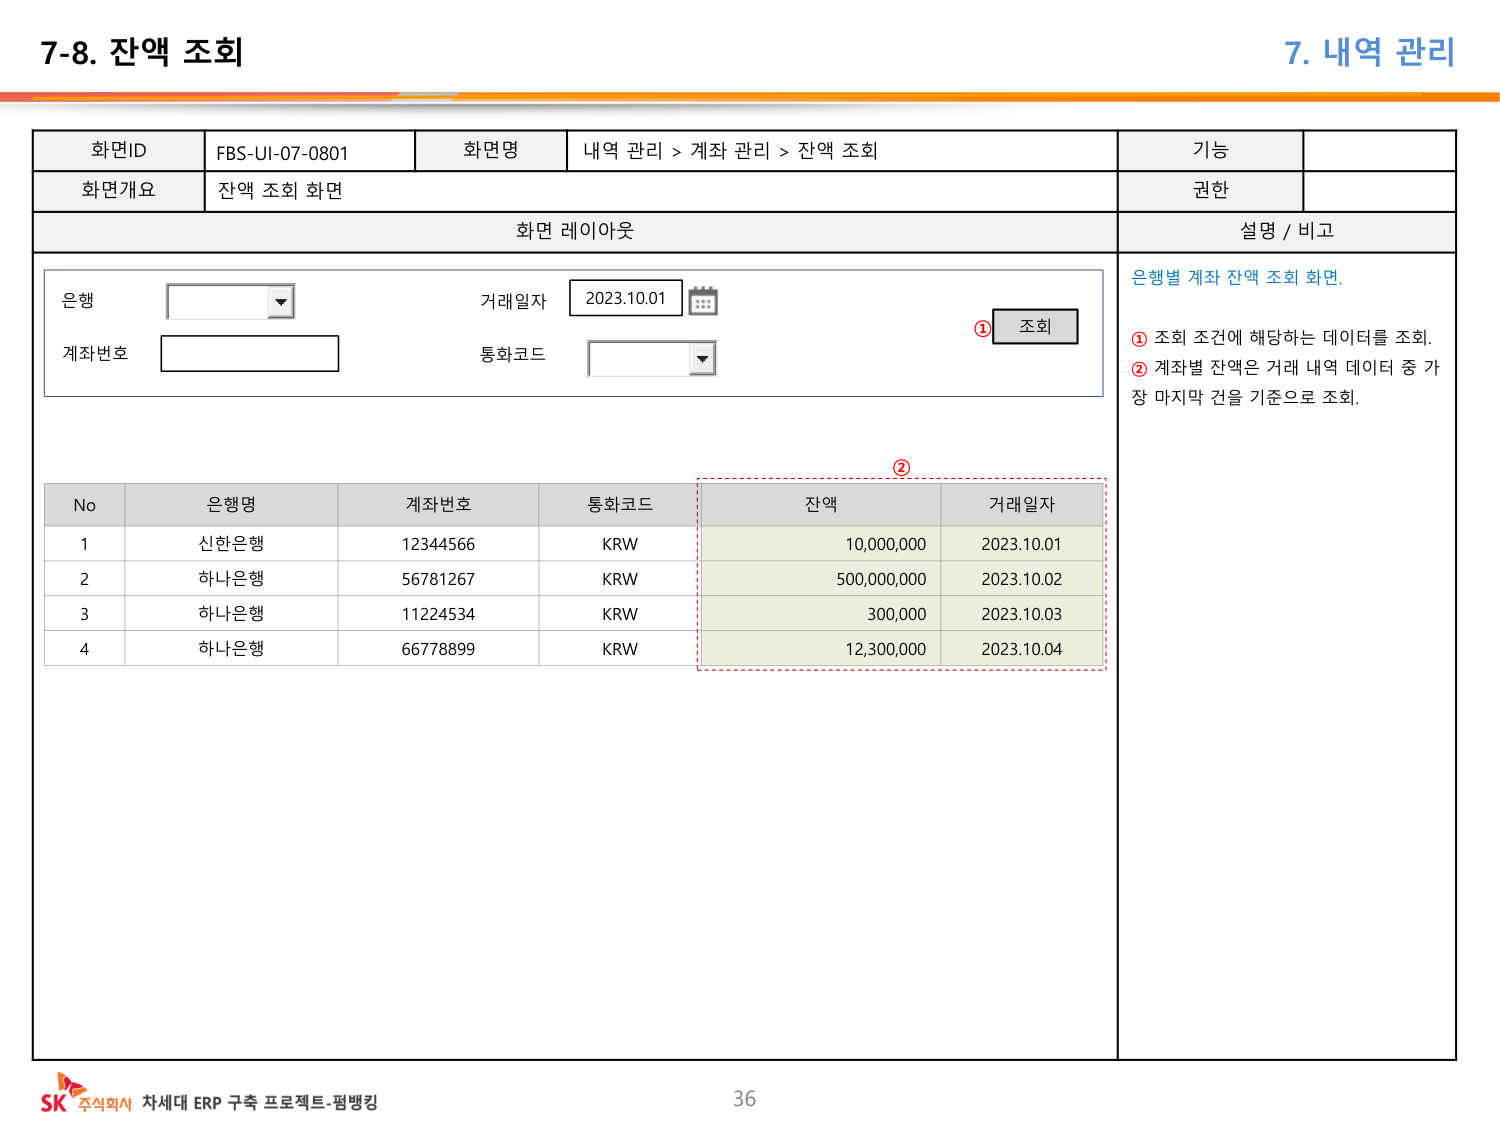 7-8. 잔액 조회
7. 내역 관리
화면ID FBS-UI-07-0801 화면명 내역 관리 > 계좌 관리 > 잔액 조회 기능
화면개요 잔액 조회 화면 권한
화면 레이아웃 설명 / 비고
은행 거래일자 2023.10.01
① 조회
계좌번호 통화코드
②
No 은행명 계좌번호 통화코드 잔액 거래일자
1 신한은행 12344566 KRW 10,000,000 2023.10.01
2 하나은행 56781267 KRW 500,000,000 2023.10.02
3 하나은행 11224534 KRW 300,000 2023.10.03
4 하나은행 66778899 KRW 12,300,000 2023.10.04
은행별 계좌 잔액 조회 화면.
① 조회 조건에 해당하는 데이터를 조회.
② 계좌별 잔액은 거래 내역 데이터 중 가
장 마지막 건을 기준으로 조회.
SK 주식회사 차세대 ERP 구축 프로젝트-펌뱅킹
36